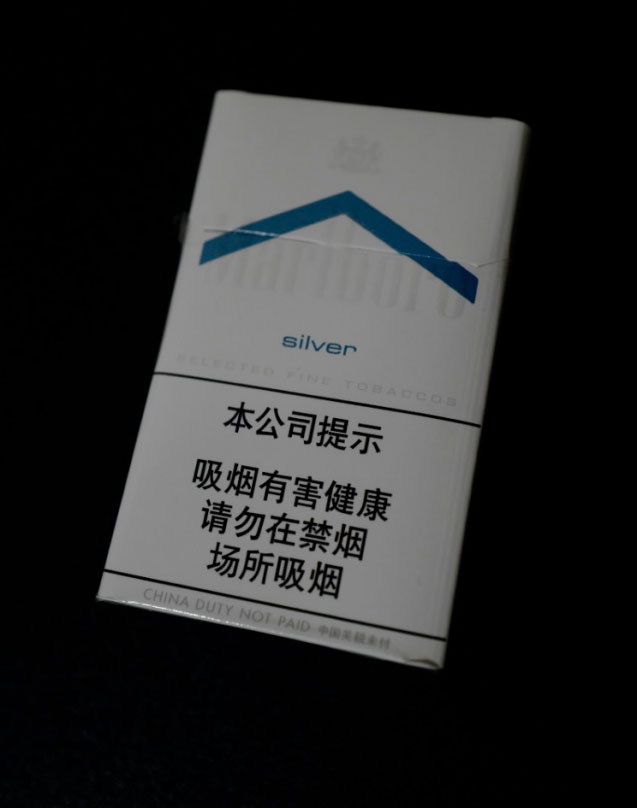 Marlboro
silver
SELECTED FINE TOBACCOS
本公司提示
吸烟有害健康
请勿在禁烟
场所吸烟
CHINA DUTY NOT PAID 中国关税未付